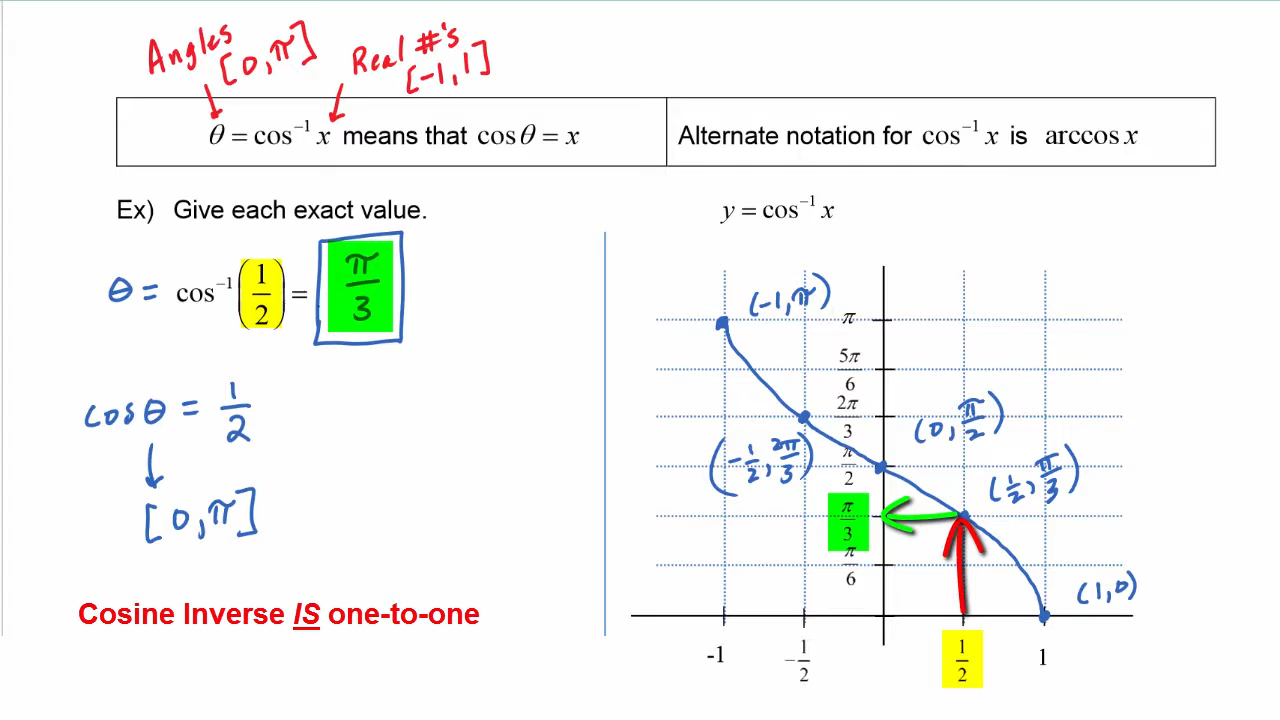 Angles
[0, π]
Real #'s
[-1, 1]
θ = cos⁻¹ x means that cos θ = x
Alternate notation for cos⁻¹ x is arccos x
Ex) Give each exact value.
y = cos⁻¹ x
θ = cos⁻¹(1/2) = π/3
cosθ = 1/2
[0, π]
Cosine Inverse IS one-to-one
(-1, π)
π
5π/6
2π/3
(0, π/2)
(-1/2, 2π/3)
π/2
(1/2, π/3)
π/3
π/6
(1, 0)
-1
-1/2
1/2
1